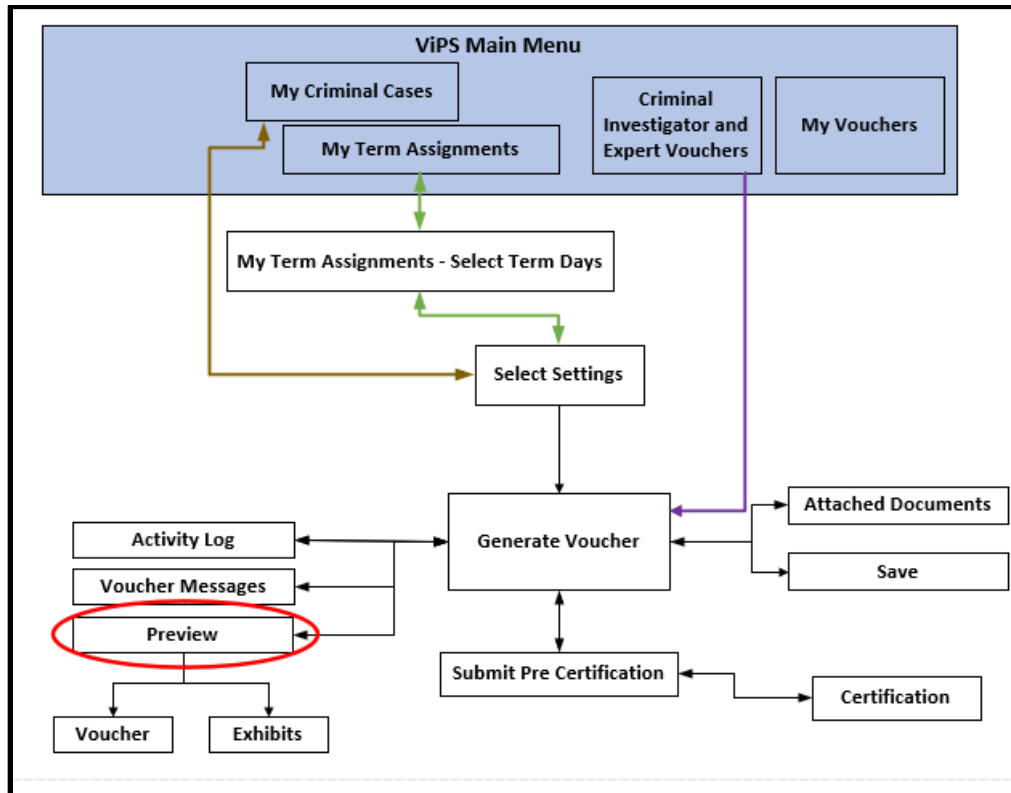 ViPS Main Menu
My Criminal Cases
My Term Assignments
Criminal
Investigator and
Expert Vouchers
My Vouchers
My Term Assignments - Select Term Days
Select Settings
Generate Voucher
Attached Documents
Save
Activity Log
Voucher Messages
Preview
Voucher
Exhibits
Submit Pre Certification
Certification